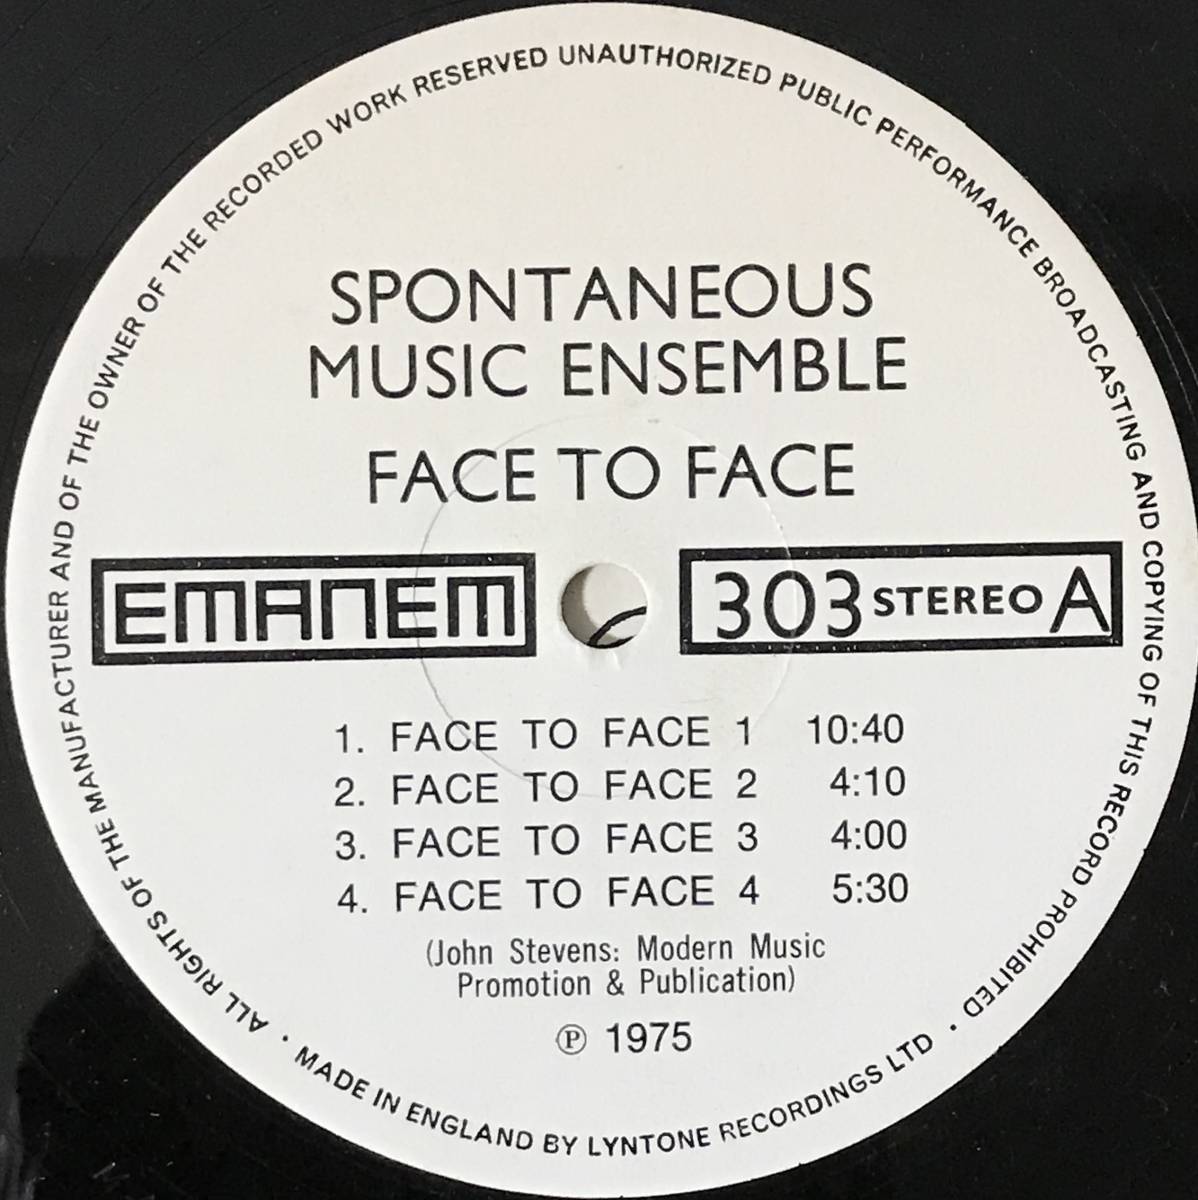 ALL RIGHTS OF THE MANUFACTURER AND OF THE OWNER OF THE RECORDED WORK RESERVED UNAUTHORIZED PUBLIC PERFORMANCE BROADCASTING AND COPYING OF THIS RECORD PROHIBITED •
SPONTANEOUS
MUSIC ENSEMBLE
FACE TO FACE
EMANEM
303 STEREO A
1. FACE TO FACE 1 10:40
2. FACE TO FACE 2 4:10
3. FACE TO FACE 3 4:00
4. FACE TO FACE 4 5:30
(John Stevens: Modern Music
Promotion & Publication)
℗ 1975
• MADE IN ENGLAND BY LYNTONE RECORDINGS LTD